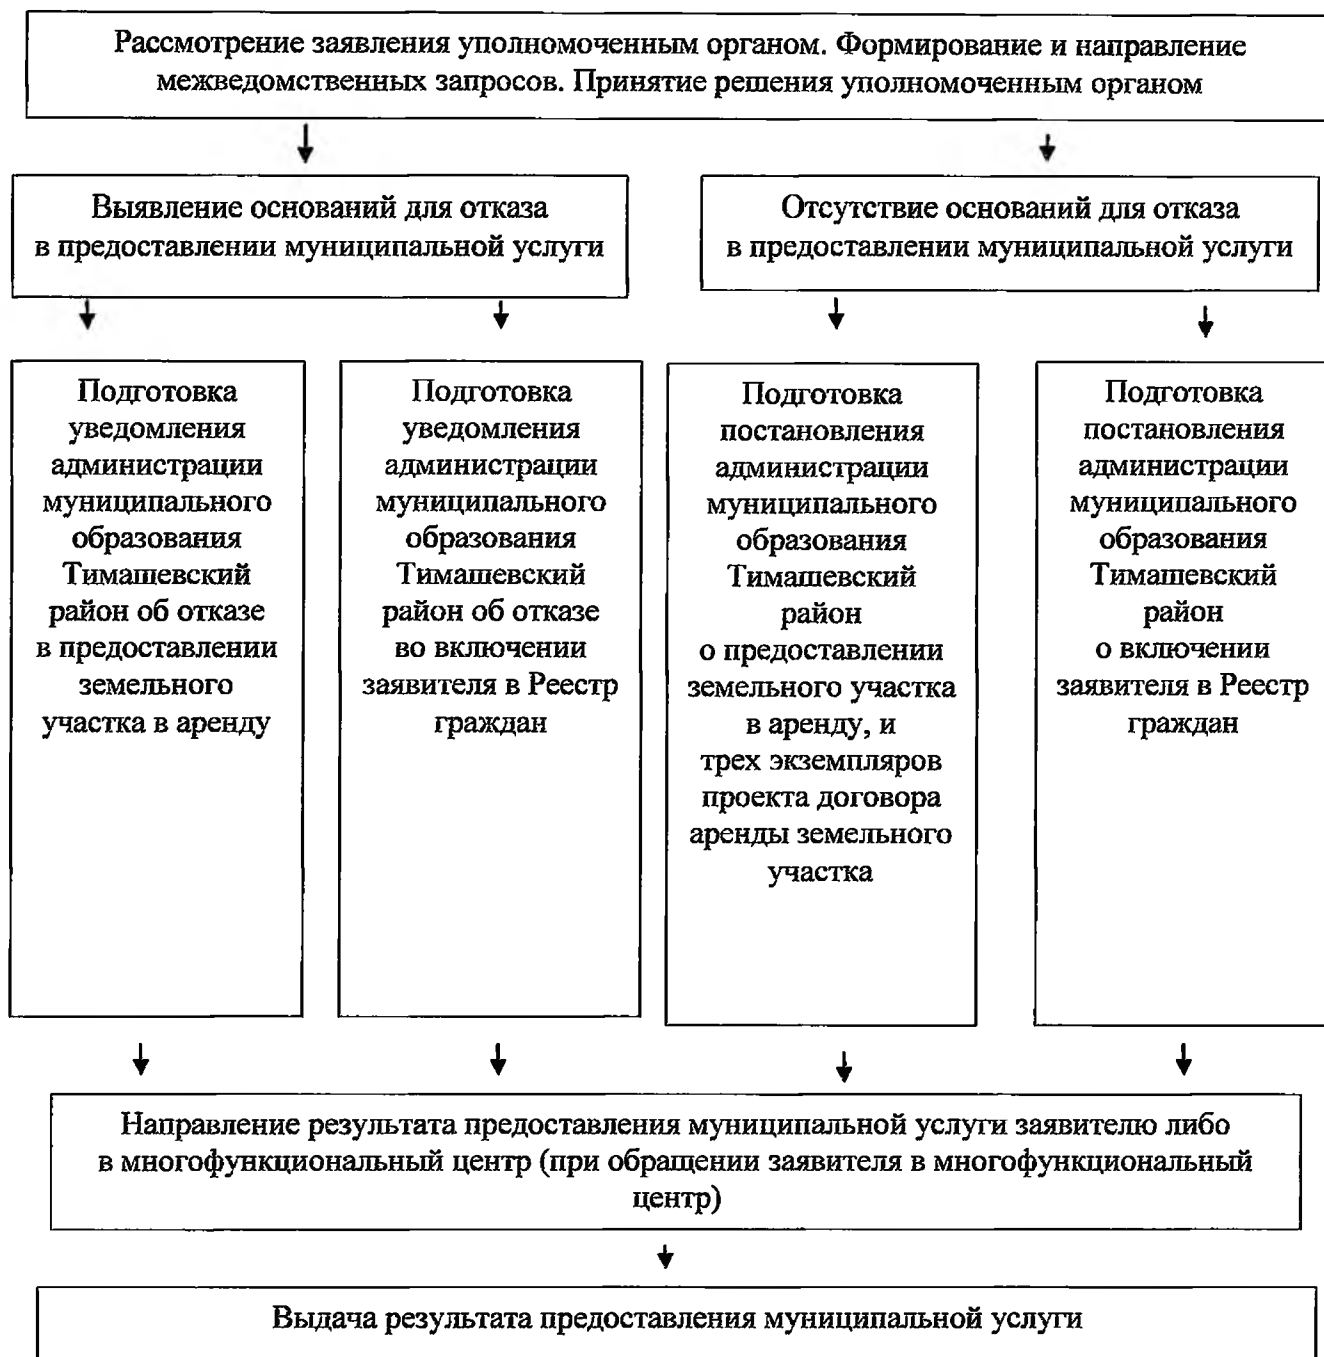 Рассмотрение заявления уполномоченным органом. Формирование и направление
межведомственных запросов. Принятие решения уполномоченным органом
Выявление оснований для отказа
в предоставлении муниципальной услуги
Отсутствие оснований для отказа
в предоставлении муниципальной услуги
Подготовка
уведомления
администрации
муниципального
образования
Тимашевский
район об отказе
в предоставлении
земельного
участка в аренду
Подготовка
уведомления
администрации
муниципального
образования
Тимашевский
район об отказе
во включении
заявителя в Реестр
граждан
Подготовка
постановления
администрации
муниципального
образования
Тимашевский
район
о предоставлении
земельного участка
в аренду, и
трех экземпляров
проекта договора
аренды земельного
участка
Подготовка
постановления
администрации
муниципального
образования
Тимашевский
район
о включении
заявителя в Реестр
граждан
Направление результата предоставления муниципальной услуги заявителю либо
в многофункциональный центр (при обращении заявителя в многофункциональный
центр)
Выдача результата предоставления муниципальной услуги